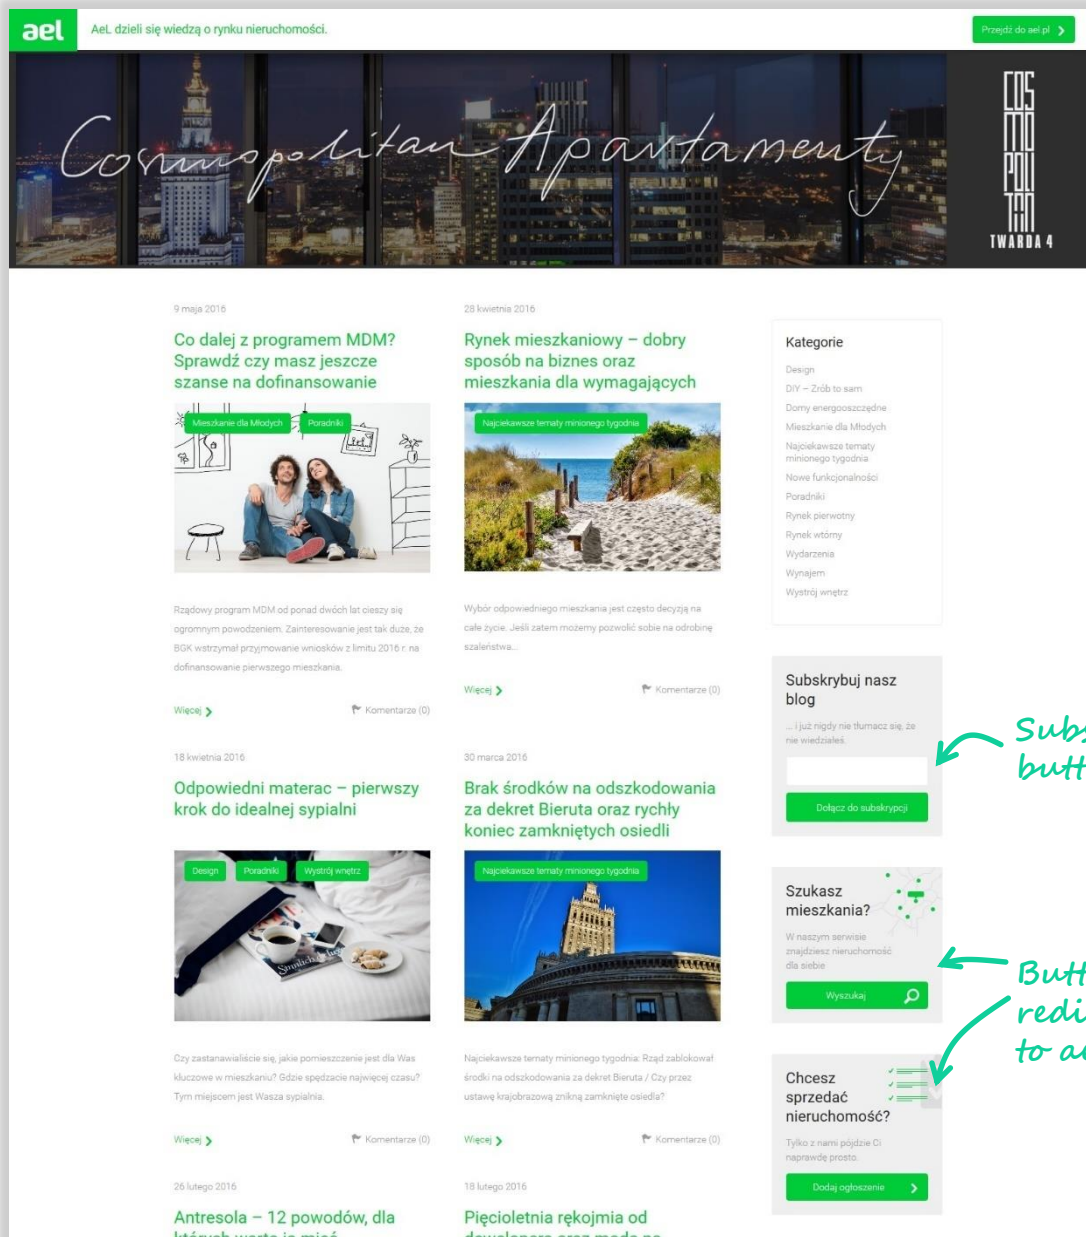 ael
AeL dzieli się wiedzą o rynku nieruchomości.
Przejdź do ael.pl
Cosmopolitan Apartamenty
COS
MO
POLI
TAN
TWARDA 4
9 maja 2016
Co dalej z programem MDM?
Sprawdź czy masz jeszcze
szanse na dofinansowanie
Mieszkanie dla Młodych
Poradniki
Rządowy program MDM od ponad dwóch lat cieszy się
ogromnym powodzeniem. Zainteresowanie jest tak duże, że
BGK wstrzymał przyjmowanie wniosków z limitu 2016 r. na
dofinansowanie pierwszego mieszkania.
Więcej
Komentarze (0)
28 kwietnia 2016
Rynek mieszkaniowy – dobry
sposób na biznes oraz
mieszkania dla wymagających
Najciekawsze tematy minionego tygodnia
Wybór odpowiedniego mieszkania jest często decyzją na
całe życie. Jeśli zatem możemy pozwolić sobie na odrobinę
szaleństwa...
Więcej
Komentarze (0)
18 kwietnia 2016
Odpowiedni materac – pierwszy
krok do idealnej sypialni
Design
Poradniki
Wystrój wnętrz
Czy zastanawialiście się, jakie pomieszczenie jest dla Was
kluczowe w mieszkaniu? Gdzie spędzacie najwięcej czasu?
Tym miejscem jest Wasza sypialnia.
Więcej
Komentarze (0)
30 marca 2016
Brak środków na odszkodowania
za dekret Bieruta oraz rychły
koniec zamkniętych osiedli
Najciekawsze tematy minionego tygodnia
Najciekawsze tematy minionego tygodnia: Rząd zablokował
środki na odszkodowania za dekret Bieruta / Czy przez
ustawę krajobrazową znikną zamknięte osiedla?
Więcej
Komentarze (0)
26 lutego 2016
Antresola – 12 powodów, dla
których warto ją mieć
18 lutego 2016
Pięcioletnia rękojmia od
dewelopera oraz moda na
Kategorie
Design
DIY – Zrób to sam
Domy energooszczędne
Mieszkanie dla Młodych
Najciekawsze tematy
minionego tygodnia
Nowe funkcjonalności
Poradniki
Rynek pierwotny
Rynek wtórny
Wydarzenia
Wynajem
Wystrój wnętrz
Subskrybuj nasz
blog
... i już nigdy nie tłumacz się, że
nie wiedziałeś.
Dołącz do subskrypcji
Subs
butt
Szukasz
mieszkania?
W naszym serwisie
znajdziesz nieruchomość
dla siebie
Wyszukaj
Butt
redi
to a
Chcesz
sprzedać
nieruchomość?
Tylko z nami pójdzie Ci
naprawdę prosto.
Dodaj ogłoszenie